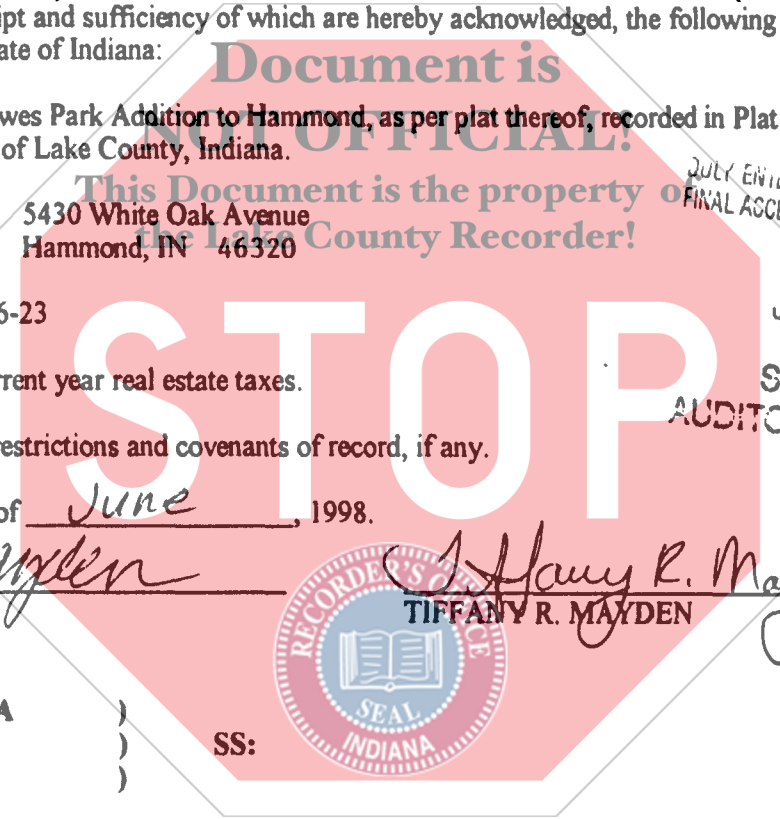 ipt and sufficiency of which are hereby acknowledged, the following
ate of Indiana:
Document is
wes Park Addition to Hammond, as per plat thereof, recorded in Plat
NOT OFFICIAL!
of Lake County, Indiana.
JULY
This Document is the property of
FINAL
5430 White Oak Avenue
the Lake County Recorder!
Hammond, IN 46320
6-23
STOP
rrent year real estate taxes.
S
AUDITO
restrictions and covenants of record, if any.
of June, 1998.
ayden
Tiffany R. Ma
TIFFANY R. MAYDEN
RECORDER'S OFFICE
SEAL
INDIANA
A )
) SS:
)